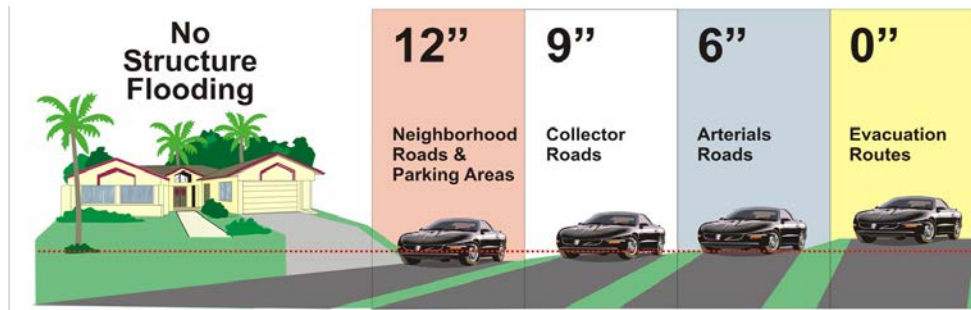 No
Structure
Flooding
12”
Neighborhood
Roads &
Parking Areas
9”
Collector
Roads
6”
Arterials
Roads
0”
Evacuation
Routes